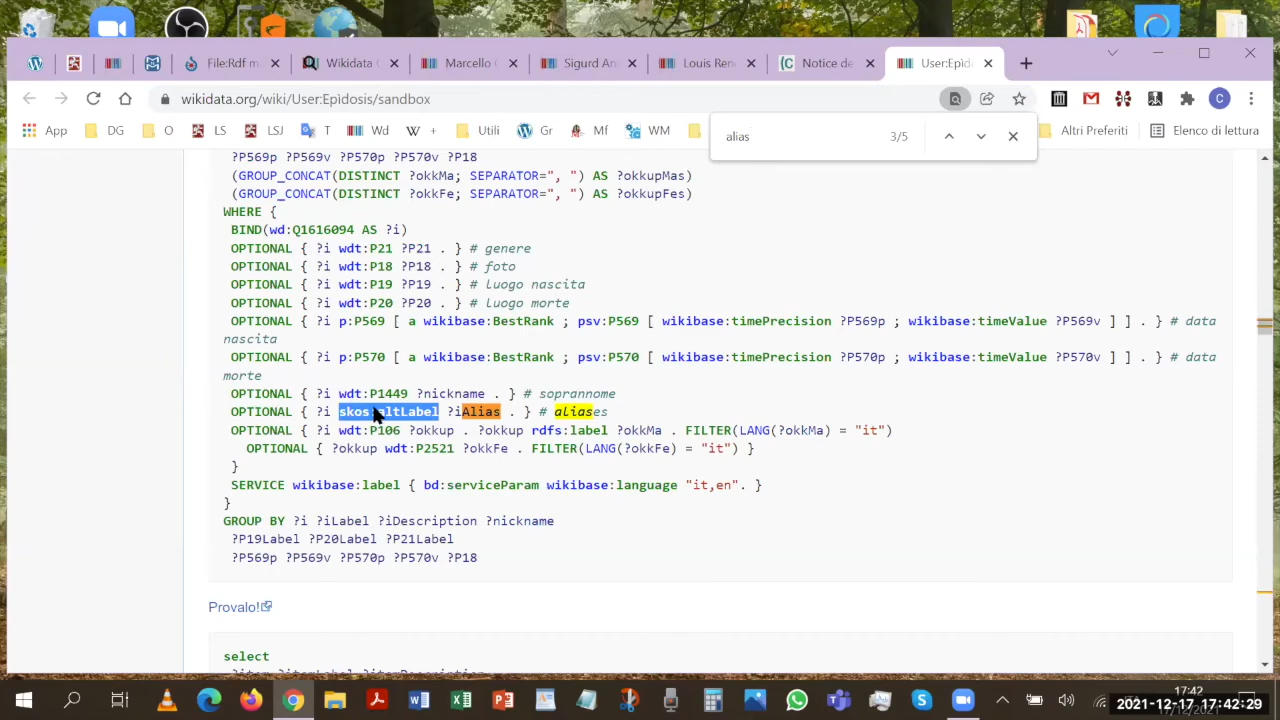 File:Rdf m
Wikidata
Marcello
Sigurd An
Louis Ren
Notice de
User:Epido
wikidata.org/wiki/User:Epìdosis/sandbox
App DG O LS LSJ T Wd + Utili Gr Mf WM Altri Preferiti Elenco di lettura
alias 3/5
?P569p ?P569v ?P570p ?P570v ?P18
(GROUP_CONCAT(DISTINCT ?okkMa; SEPARATOR=", ") AS ?okkupMas)
(GROUP_CONCAT(DISTINCT ?okkFe; SEPARATOR=", ") AS ?okkupFes)
WHERE {
BIND(wd:Q1616094 AS ?i)
OPTIONAL { ?i wdt:P21 ?P21 . } # genere
OPTIONAL { ?i wdt:P18 ?P18 . } # foto
OPTIONAL { ?i wdt:P19 ?P19 . } # luogo nascita
OPTIONAL { ?i wdt:P20 ?P20 . } # luogo morte
OPTIONAL { ?i p:P569 [ a wikibase:BestRank ; psv:P569 [ wikibase:timePrecision ?P569p ; wikibase:timeValue ?P569v ] ] . } # data
nascita
OPTIONAL { ?i p:P570 [ a wikibase:BestRank ; psv:P570 [ wikibase:timePrecision ?P570p ; wikibase:timeValue ?P570v ] ] . } # data
morte
OPTIONAL { ?i wdt:P1449 ?nickname . } # soprannome
OPTIONAL { ?i skos:altLabel ?iAlias . } # aliases
OPTIONAL { ?i wdt:P106 ?okkup . ?okkup rdfs:label ?okkMa . FILTER(LANG(?okkMa) = "it")
OPTIONAL { ?okkup wdt:P2521 ?okkFe . FILTER(LANG(?okkFe) = "it") }
}
SERVICE wikibase:label { bd:serviceParam wikibase:language "it,en". }
}
GROUP BY ?i ?iLabel ?iDescription ?nickname
?P19Label ?P20Label ?P21Label
?P569p ?P569v ?P570p ?P570v ?P18
Provalo!
select
?item ?itemLabel ?itemDescription
17:42
2021-12-17 17:42:29